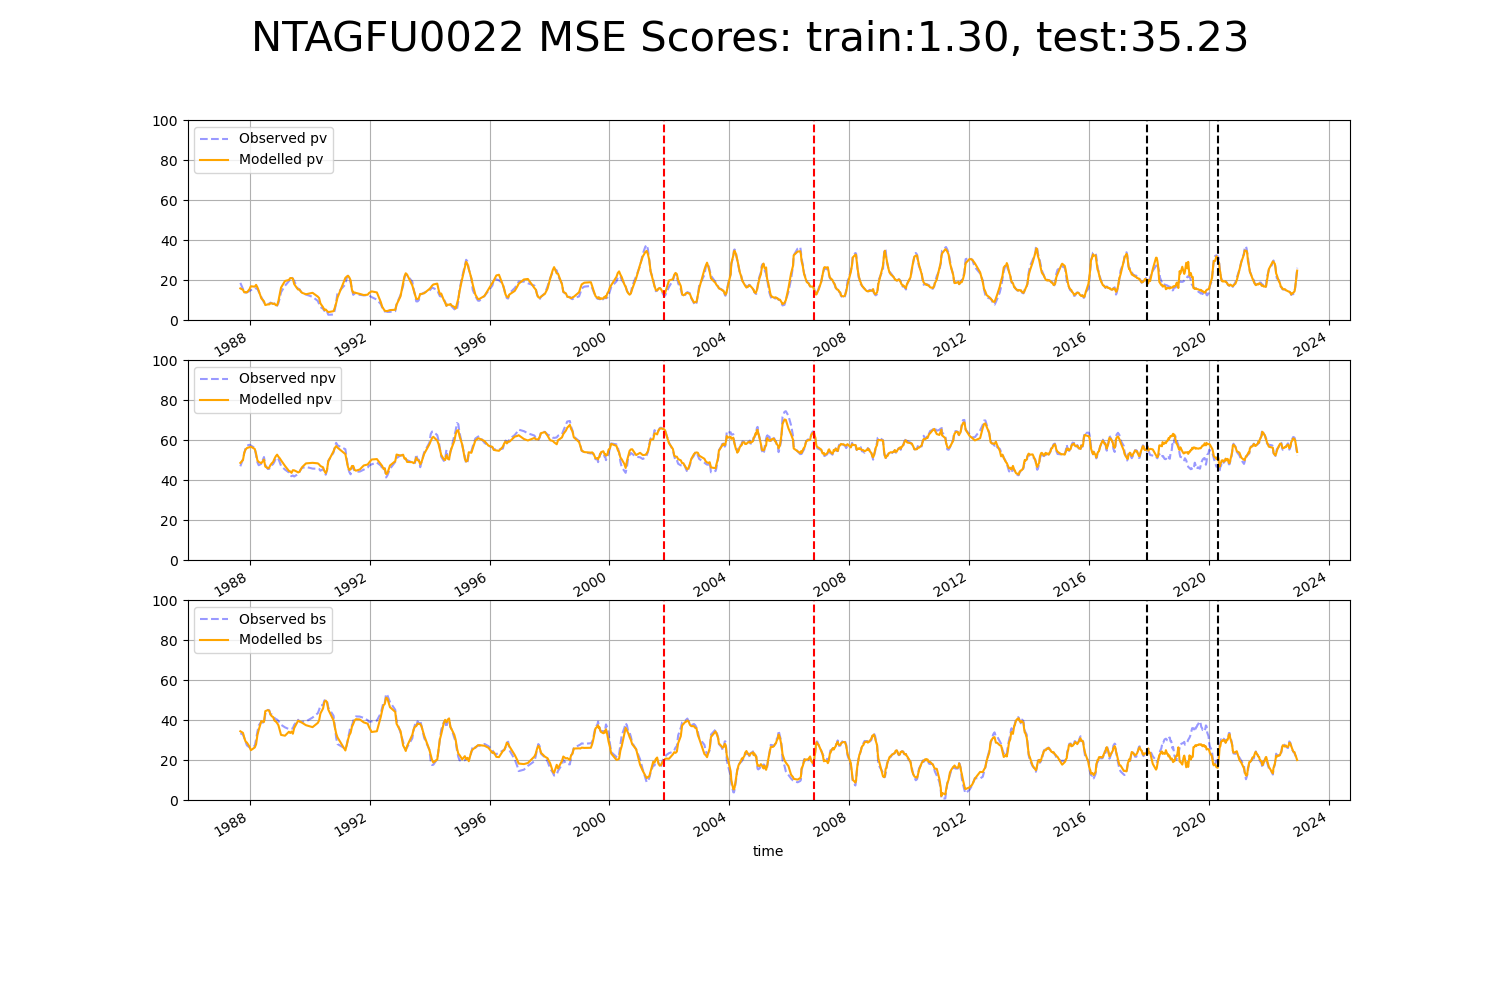 NTAGFU0022 MSE Scores: train:1.30, test:35.23
100
80
60
40
20
0
Observed pv
Modelled pv
1988 1992 1996 2000 2004 2008 2012 2016 2020 2024
100
80
60
40
20
0
Observed npv
Modelled npv
1988 1992 1996 2000 2004 2008 2012 2016 2020 2024
100
80
60
40
20
0
Observed bs
Modelled bs
1988 1992 1996 2000 2004 2008 2012 2016 2020 2024
time